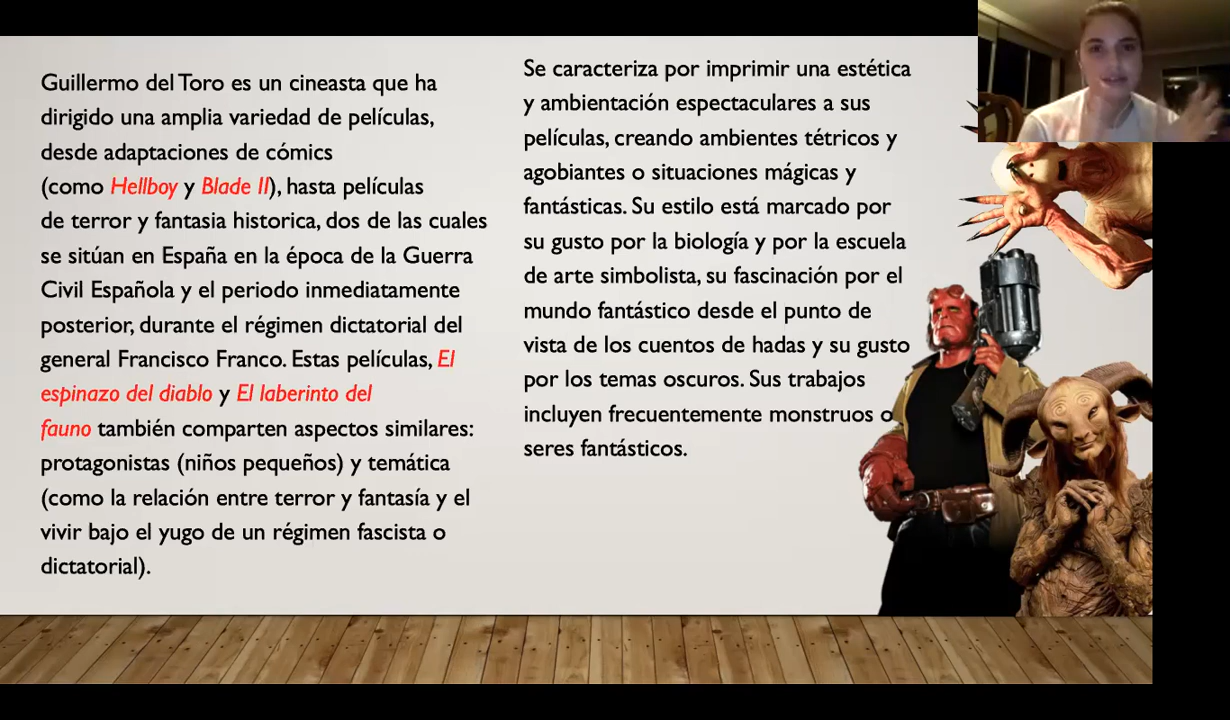 Guillermo del Toro es un cineasta que ha
dirigido una amplia variedad de películas,
desde adaptaciones de cómics
(como Hellboy y Blade II), hasta películas
de terror y fantasia historica, dos de las cuales
se sitúan en España en la época de la Guerra
Civil Española y el periodo inmediatamente
posterior, durante el régimen dictatorial del
general Francisco Franco. Estas películas, El
espinazo del diablo y El laberinto del
fauno también comparten aspectos similares:
protagonistas (niños pequeños) y temática
(como la relación entre terror y fantasía y el
vivir bajo el yugo de un régimen fascista o
dictatorial).
Se caracteriza por imprimir una estética
y ambientación espectaculares a sus
películas, creando ambientes tétricos y
agobiantes o situaciones mágicas y
fantásticas. Su estilo está marcado por
su gusto por la biología y por la escuela
de arte simbolista, su fascinación por el
mundo fantástico desde el punto de
vista de los cuentos de hadas y su gusto
por los temas oscuros. Sus trabajos
incluyen frecuentemente monstruos o
seres fantásticos.